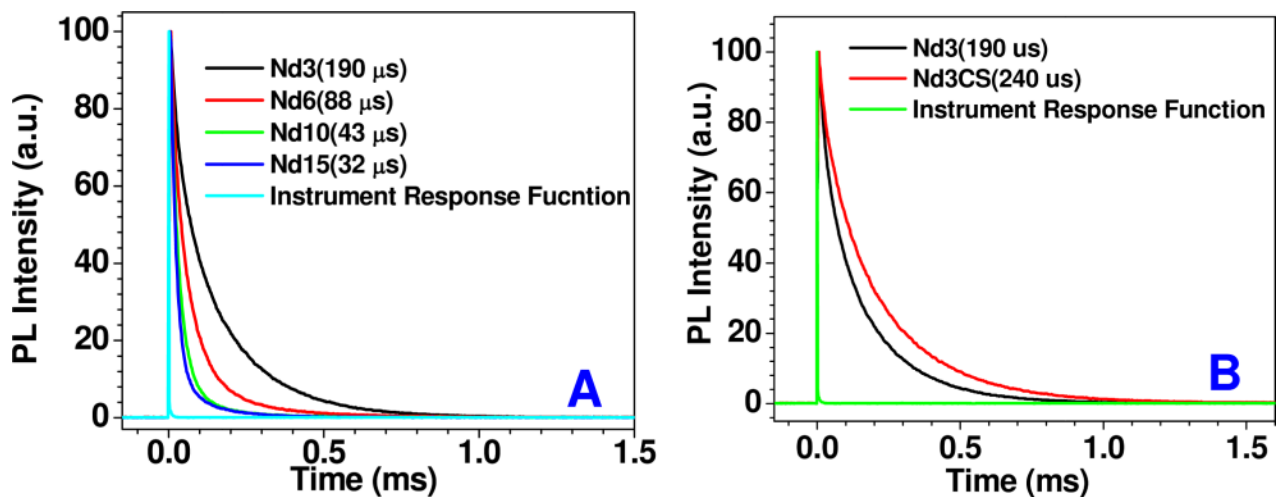 100
80
60
40
20
0
PL Intensity (a.u.)
Nd3(190 μs)
Nd6(88 μs)
Nd10(43 μs)
Nd15(32 μs)
Instrument Response Fucntion
A
0.0 0.5 1.0 1.5
Time (ms)
100
80
60
40
20
0
PL Intensity (a.u.)
Nd3(190 us)
Nd3CS(240 us)
Instrument Response Function
B
0.0 0.5 1.0 1.5
Time (ms)